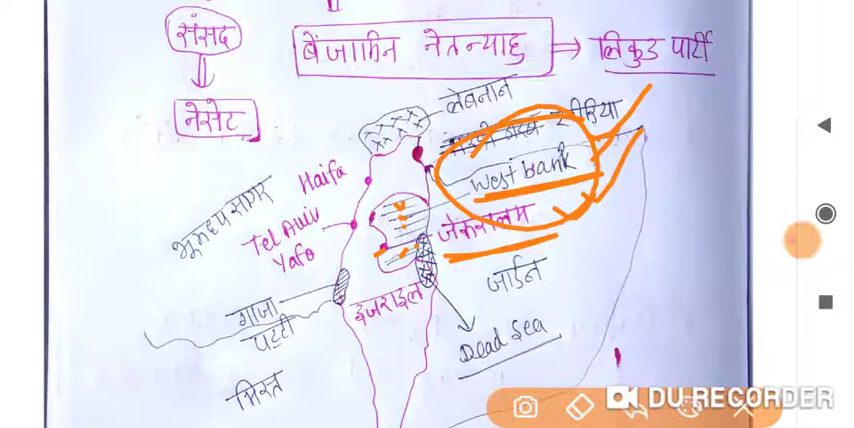 संसद
बेंजामिन नेतन्याहु ⇒ लिकुड पार्टी
नेसेट
लेबनान
सीरिया
Haifa
West bank
भूमध्य सागर
Tel Aviv
Yafo
जेरुसलम
जार्डन
गाजा
पट्टी
इजराइल
Dead Sea
मिस्त्र
DU RECORDER